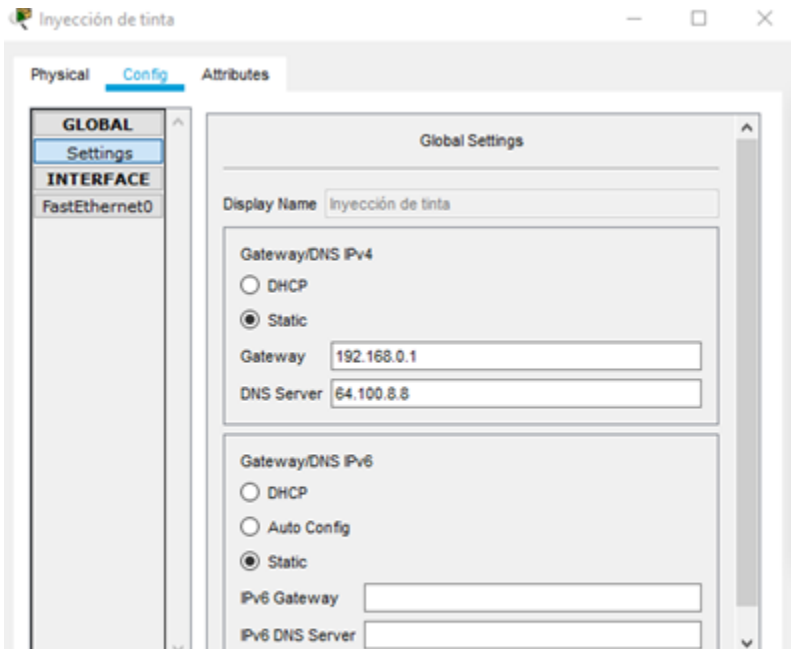 Inyección de tinta
Physical Config Attributes
GLOBAL
Settings
INTERFACE
FastEthernet0
Global Settings
Display Name Inyección de tinta
Gateway/DNS IPv4
DHCP
Static
Gateway 192.168.0.1
DNS Server 64.100.8.8
Gateway/DNS IPv6
DHCP
Auto Config
Static
IPv6 Gateway
IPv6 DNS Server